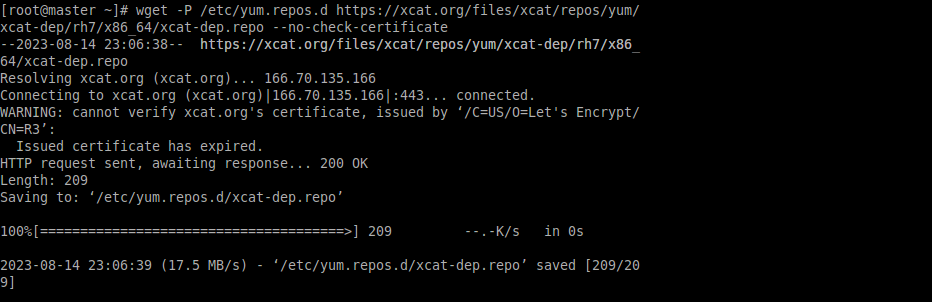 [root@master ~]# wget -P /etc/yum.repos.d https://xcat.org/files/xcat/repos/yum/
xcat-dep/rh7/x86_64/xcat-dep.repo --no-check-certificate
--2023-08-14 23:06:38--  https://xcat.org/files/xcat/repos/yum/xcat-dep/rh7/x86_
64/xcat-dep.repo
Resolving xcat.org (xcat.org)... 166.70.135.166
Connecting to xcat.org (xcat.org)|166.70.135.166|:443... connected.
WARNING: cannot verify xcat.org's certificate, issued by ‘/C=US/O=Let's Encrypt/
CN=R3’:
  Issued certificate has expired.
HTTP request sent, awaiting response... 200 OK
Length: 209
Saving to: ‘/etc/yum.repos.d/xcat-dep.repo’

100%[======================================>] 209         --.-K/s   in 0s

2023-08-14 23:06:39 (17.5 MB/s) - ‘/etc/yum.repos.d/xcat-dep.repo’ saved [209/20
9]